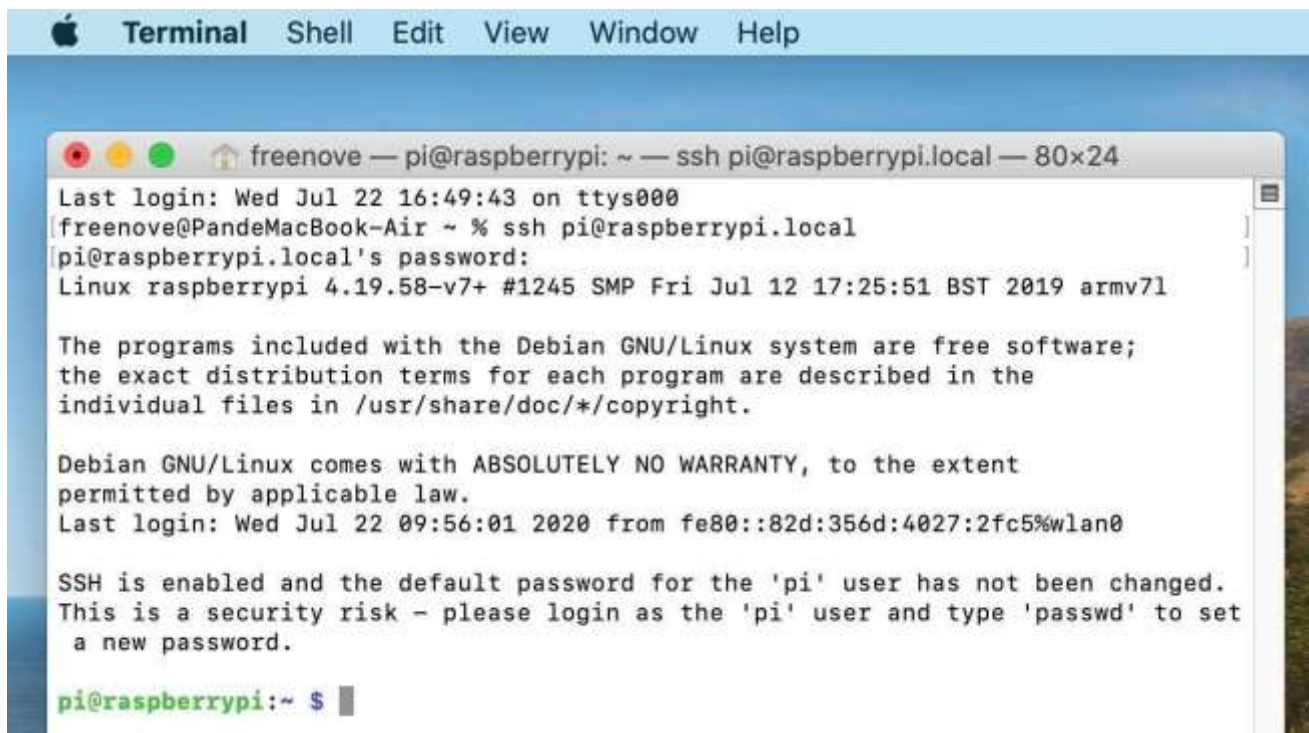 Terminal Shell Edit View Window Help
freenove — pi@raspberrypi: ~ — ssh pi@raspberrypi.local — 80×24
Last login: Wed Jul 22 16:49:43 on ttys000
[freenove@PandeMacBook-Air ~ % ssh pi@raspberrypi.local ]
[pi@raspberrypi.local's password: ]
Linux raspberrypi 4.19.58-v7+ #1245 SMP Fri Jul 12 17:25:51 BST 2019 armv7l
The programs included with the Debian GNU/Linux system are free software;
the exact distribution terms for each program are described in the
individual files in /usr/share/doc/*/copyright.
Debian GNU/Linux comes with ABSOLUTELY NO WARRANTY, to the extent
permitted by applicable law.
Last login: Wed Jul 22 09:56:01 2020 from fe80::82d:356d:4027:2fc5%wlan0
SSH is enabled and the default password for the 'pi' user has not been changed.
This is a security risk – please login as the 'pi' user and type 'passwd' to set
a new password.
pi@raspberrypi:~ $